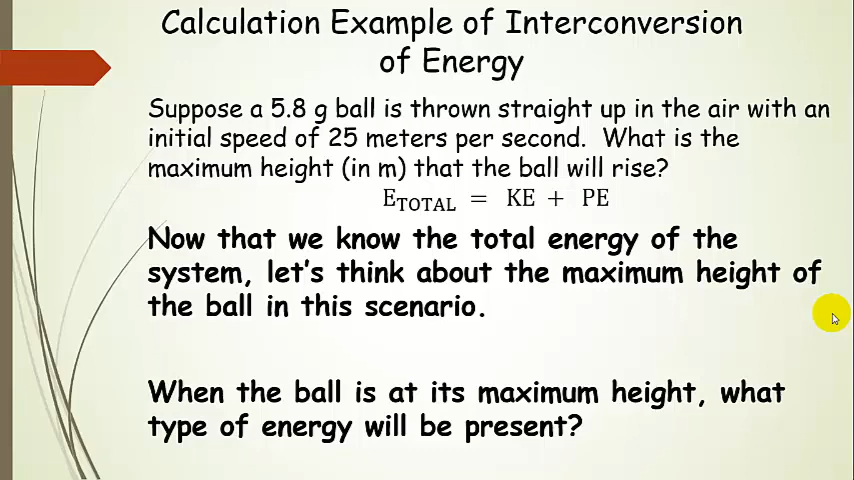 Calculation Example of Interconversion
of Energy
Suppose a 5.8 g ball is thrown straight up in the air with an
initial speed of 25 meters per second. What is the
maximum height (in m) that the ball will rise?
E_TOTAL = KE + PE
Now that we know the total energy of the
system, let's think about the maximum height of
the ball in this scenario.
When the ball is at its maximum height, what
type of energy will be present?